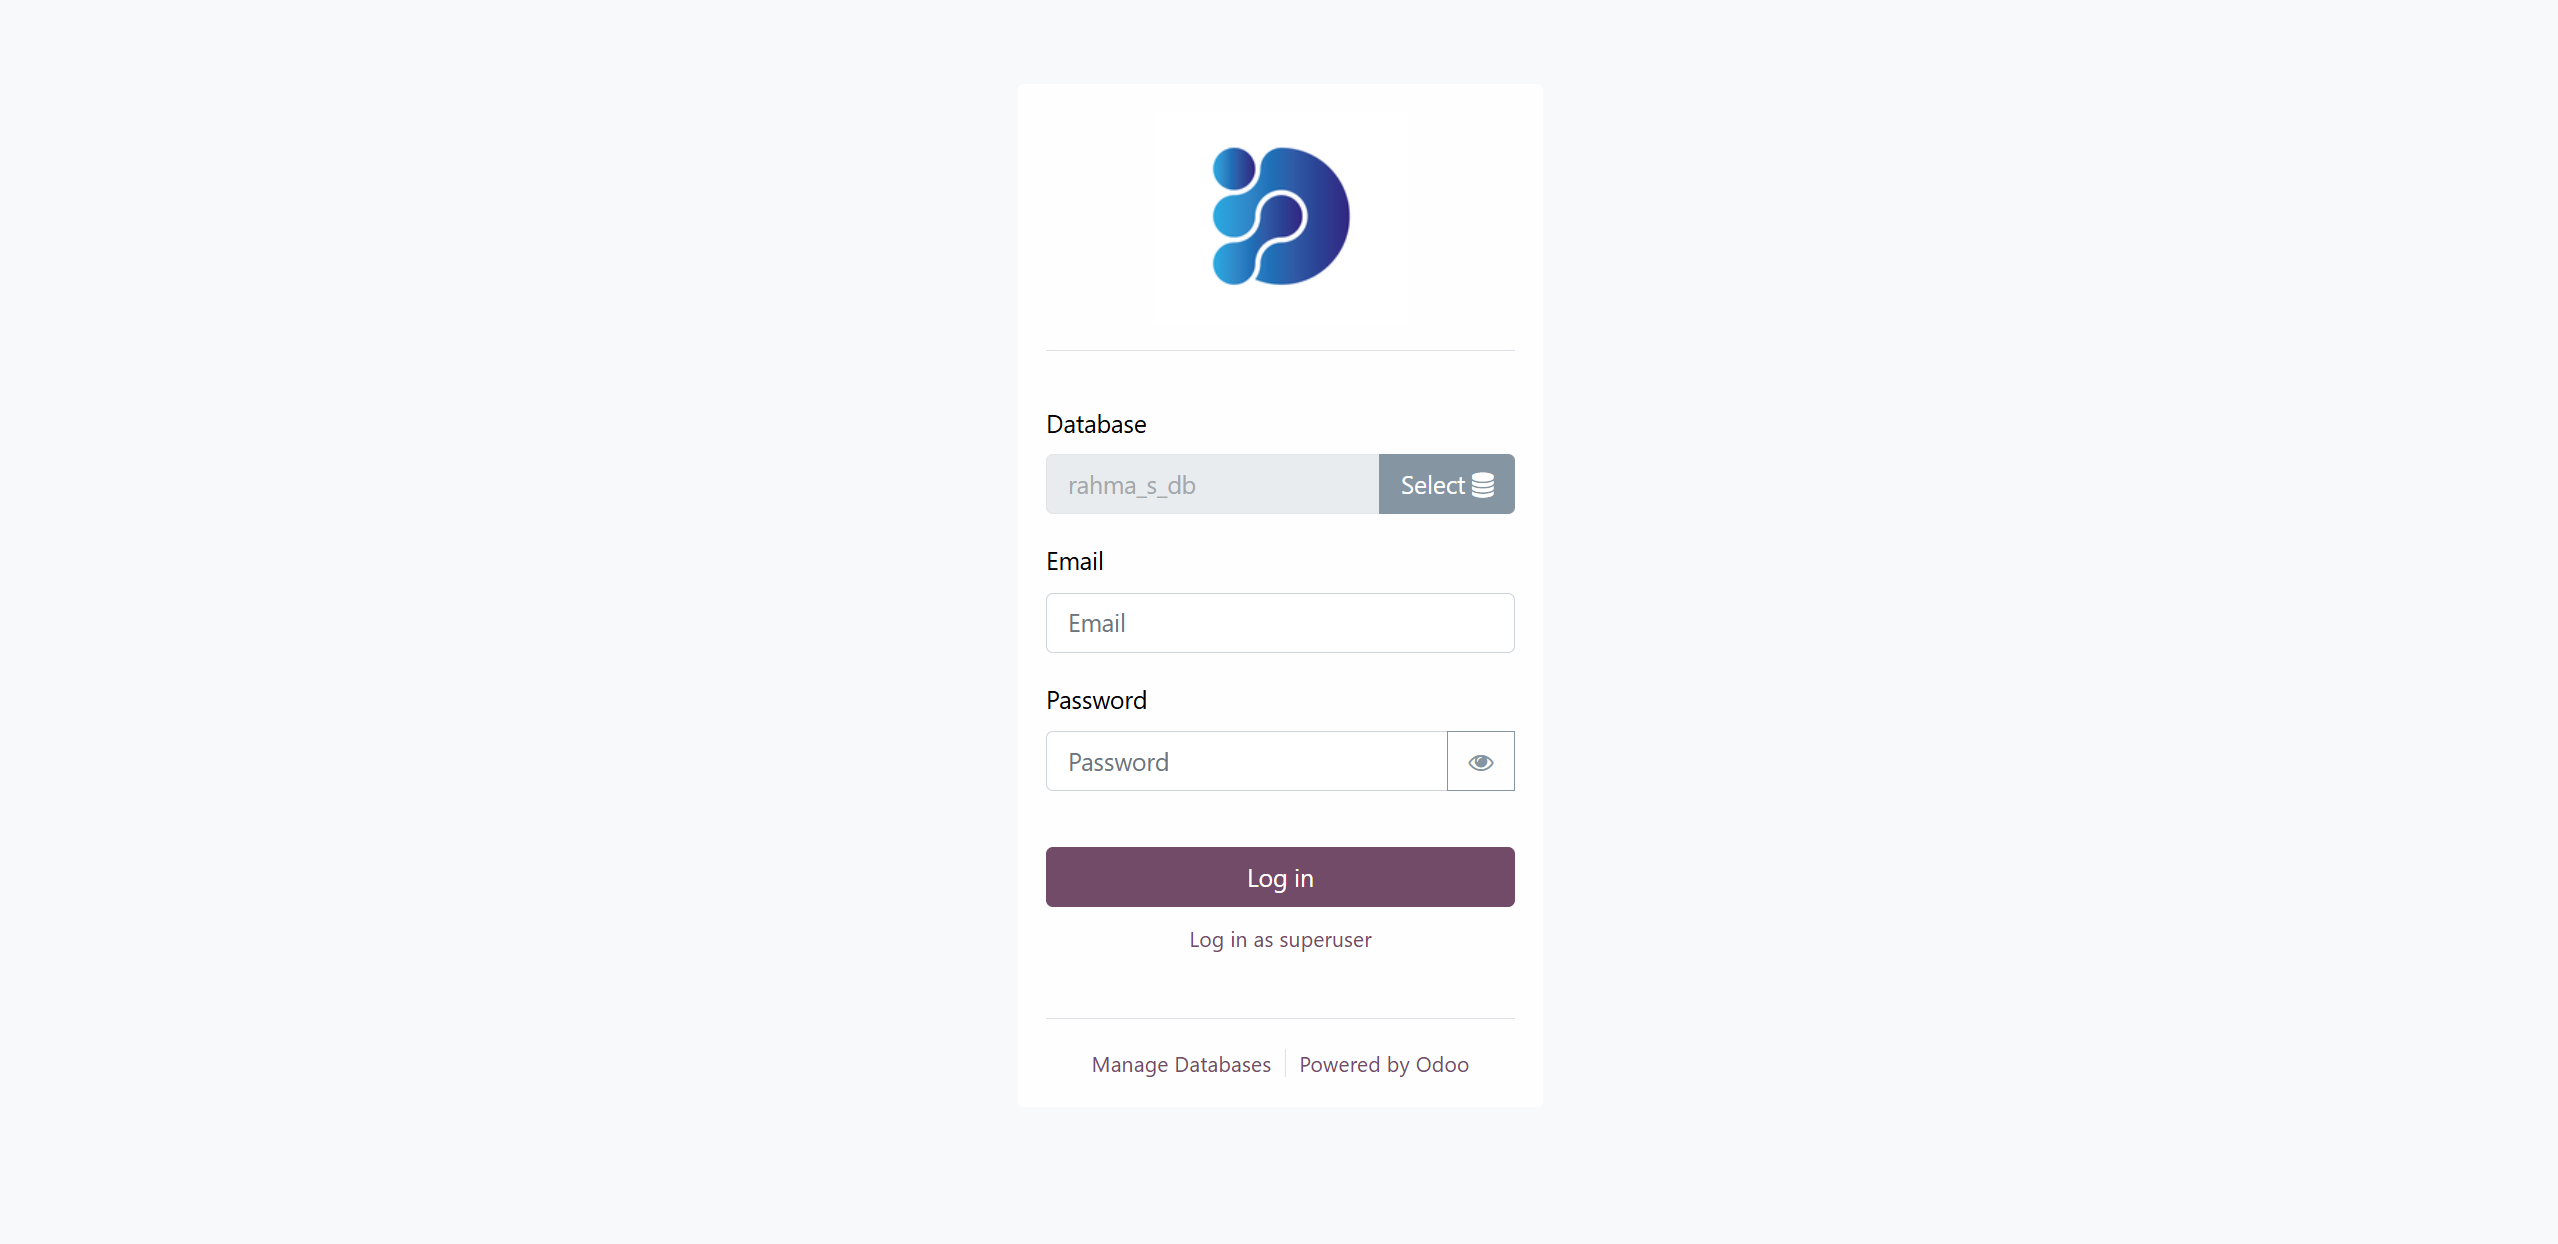 Database
rahma_s_db
Select
Email
Email
Password
Password
Log in
Log in as superuser
Manage Databases
Powered by Odoo